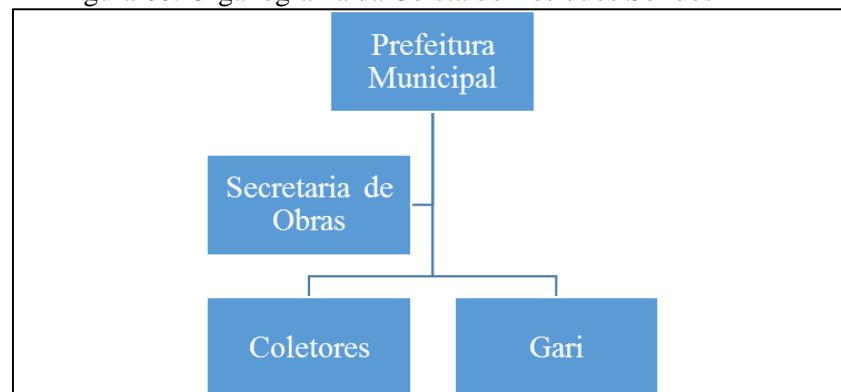 Prefeitura
Municipal
Secretaria de
Obras
Coletores
Gari